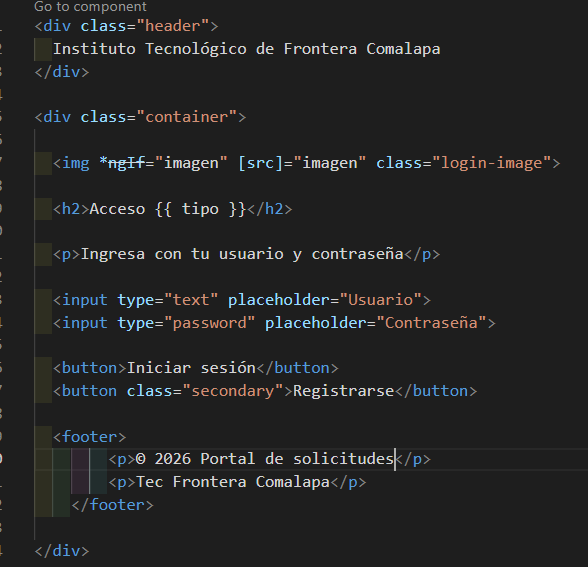 Go to component
<div class="header">
Instituto Tecnológico de Frontera Comalapa
</div>
<div class="container">
<img *ngIf="imagen" [src]="imagen" class="login-image">
<h2>Acceso {{ tipo }}</h2>
<p>Ingresa con tu usuario y contraseña</p>
<input type="text" placeholder="Usuario">
<input type="password" placeholder="Contraseña">
<button>Iniciar sesión</button>
<button class="secondary">Registrarse</button>
<footer>
<p>© 2026 Portal de solicitudes</p>
<p>Tec Frontera Comalapa</p>
</footer>
</div>